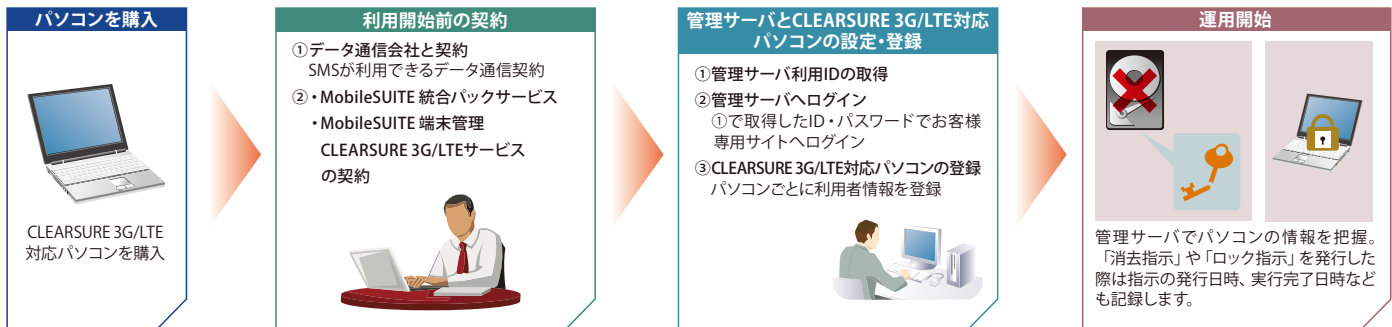 パソコンを購入
CLEARSURE 3G/LTE
対応パソコンを購入
利用開始前の契約
①データ通信会社と契約
SMSが利用できるデータ通信契約
②・MobileSUITE 統合パックサービス
・MobileSUITE 端末管理
CLEARSURE 3G/LTEサービス
の契約
管理サーバとCLEARSURE 3G/LTE対応
パソコンの設定・登録
①管理サーバ利用IDの取得
②管理サーバへログイン
①で取得したID・パスワードでお客様
専用サイトへログイン
③CLEARSURE 3G/LTE対応パソコンの登録
パソコンごとに利用者情報を登録
運用開始
管理サーバでパソコンの情報を把握。
「消去指示」や「ロック指示」を発行した
際は指示の発行日時、実行完了日時など
も記録します。